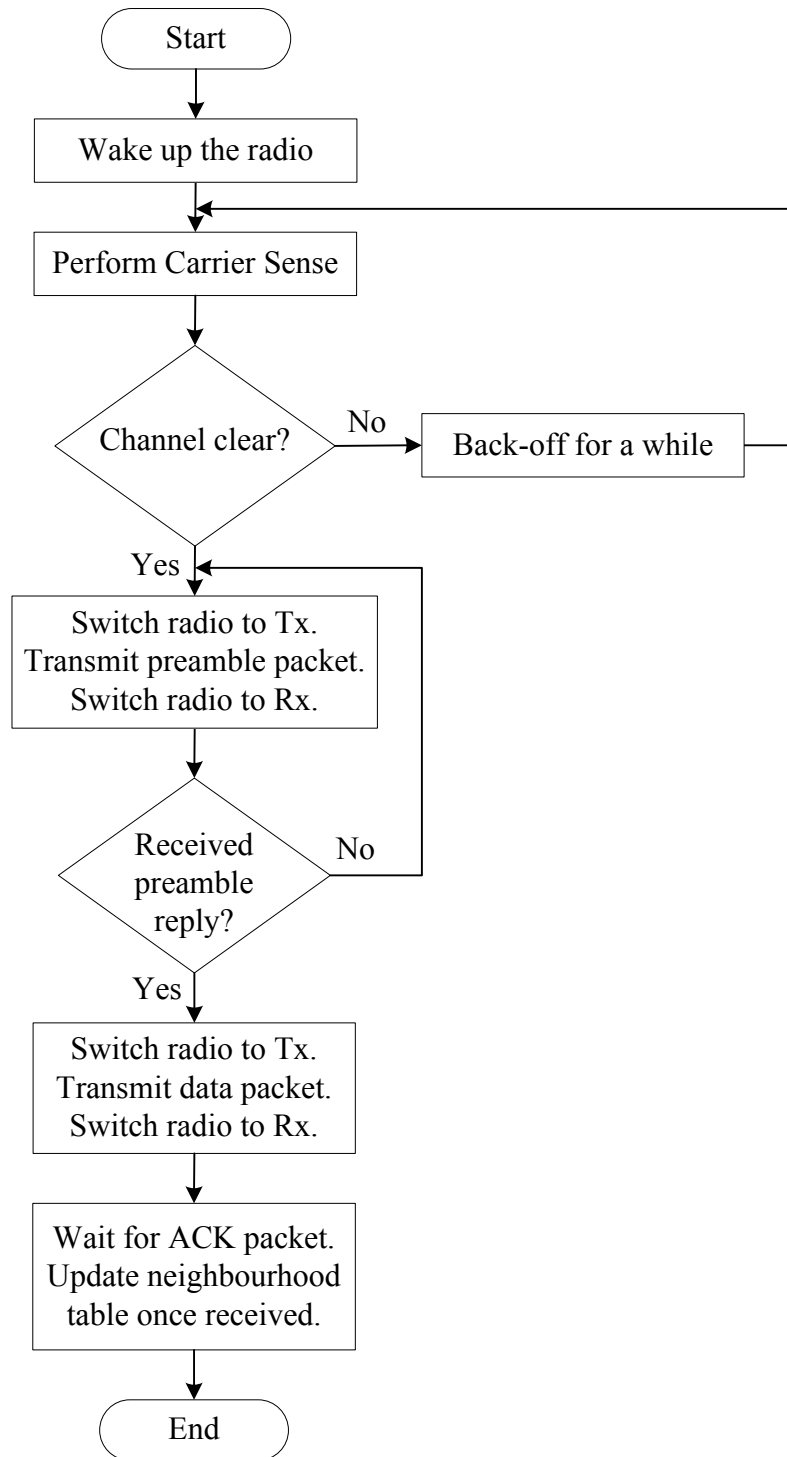 Start
Wake up the radio
Perform Carrier Sense
Channel clear?
No
Back-off for a while
Yes
Switch radio to Tx.
Transmit preamble packet.
Switch radio to Rx.
Received
preamble
reply?
No
Yes
Switch radio to Tx.
Transmit data packet.
Switch radio to Rx.
Wait for ACK packet.
Update neighbourhood
table once received.
End